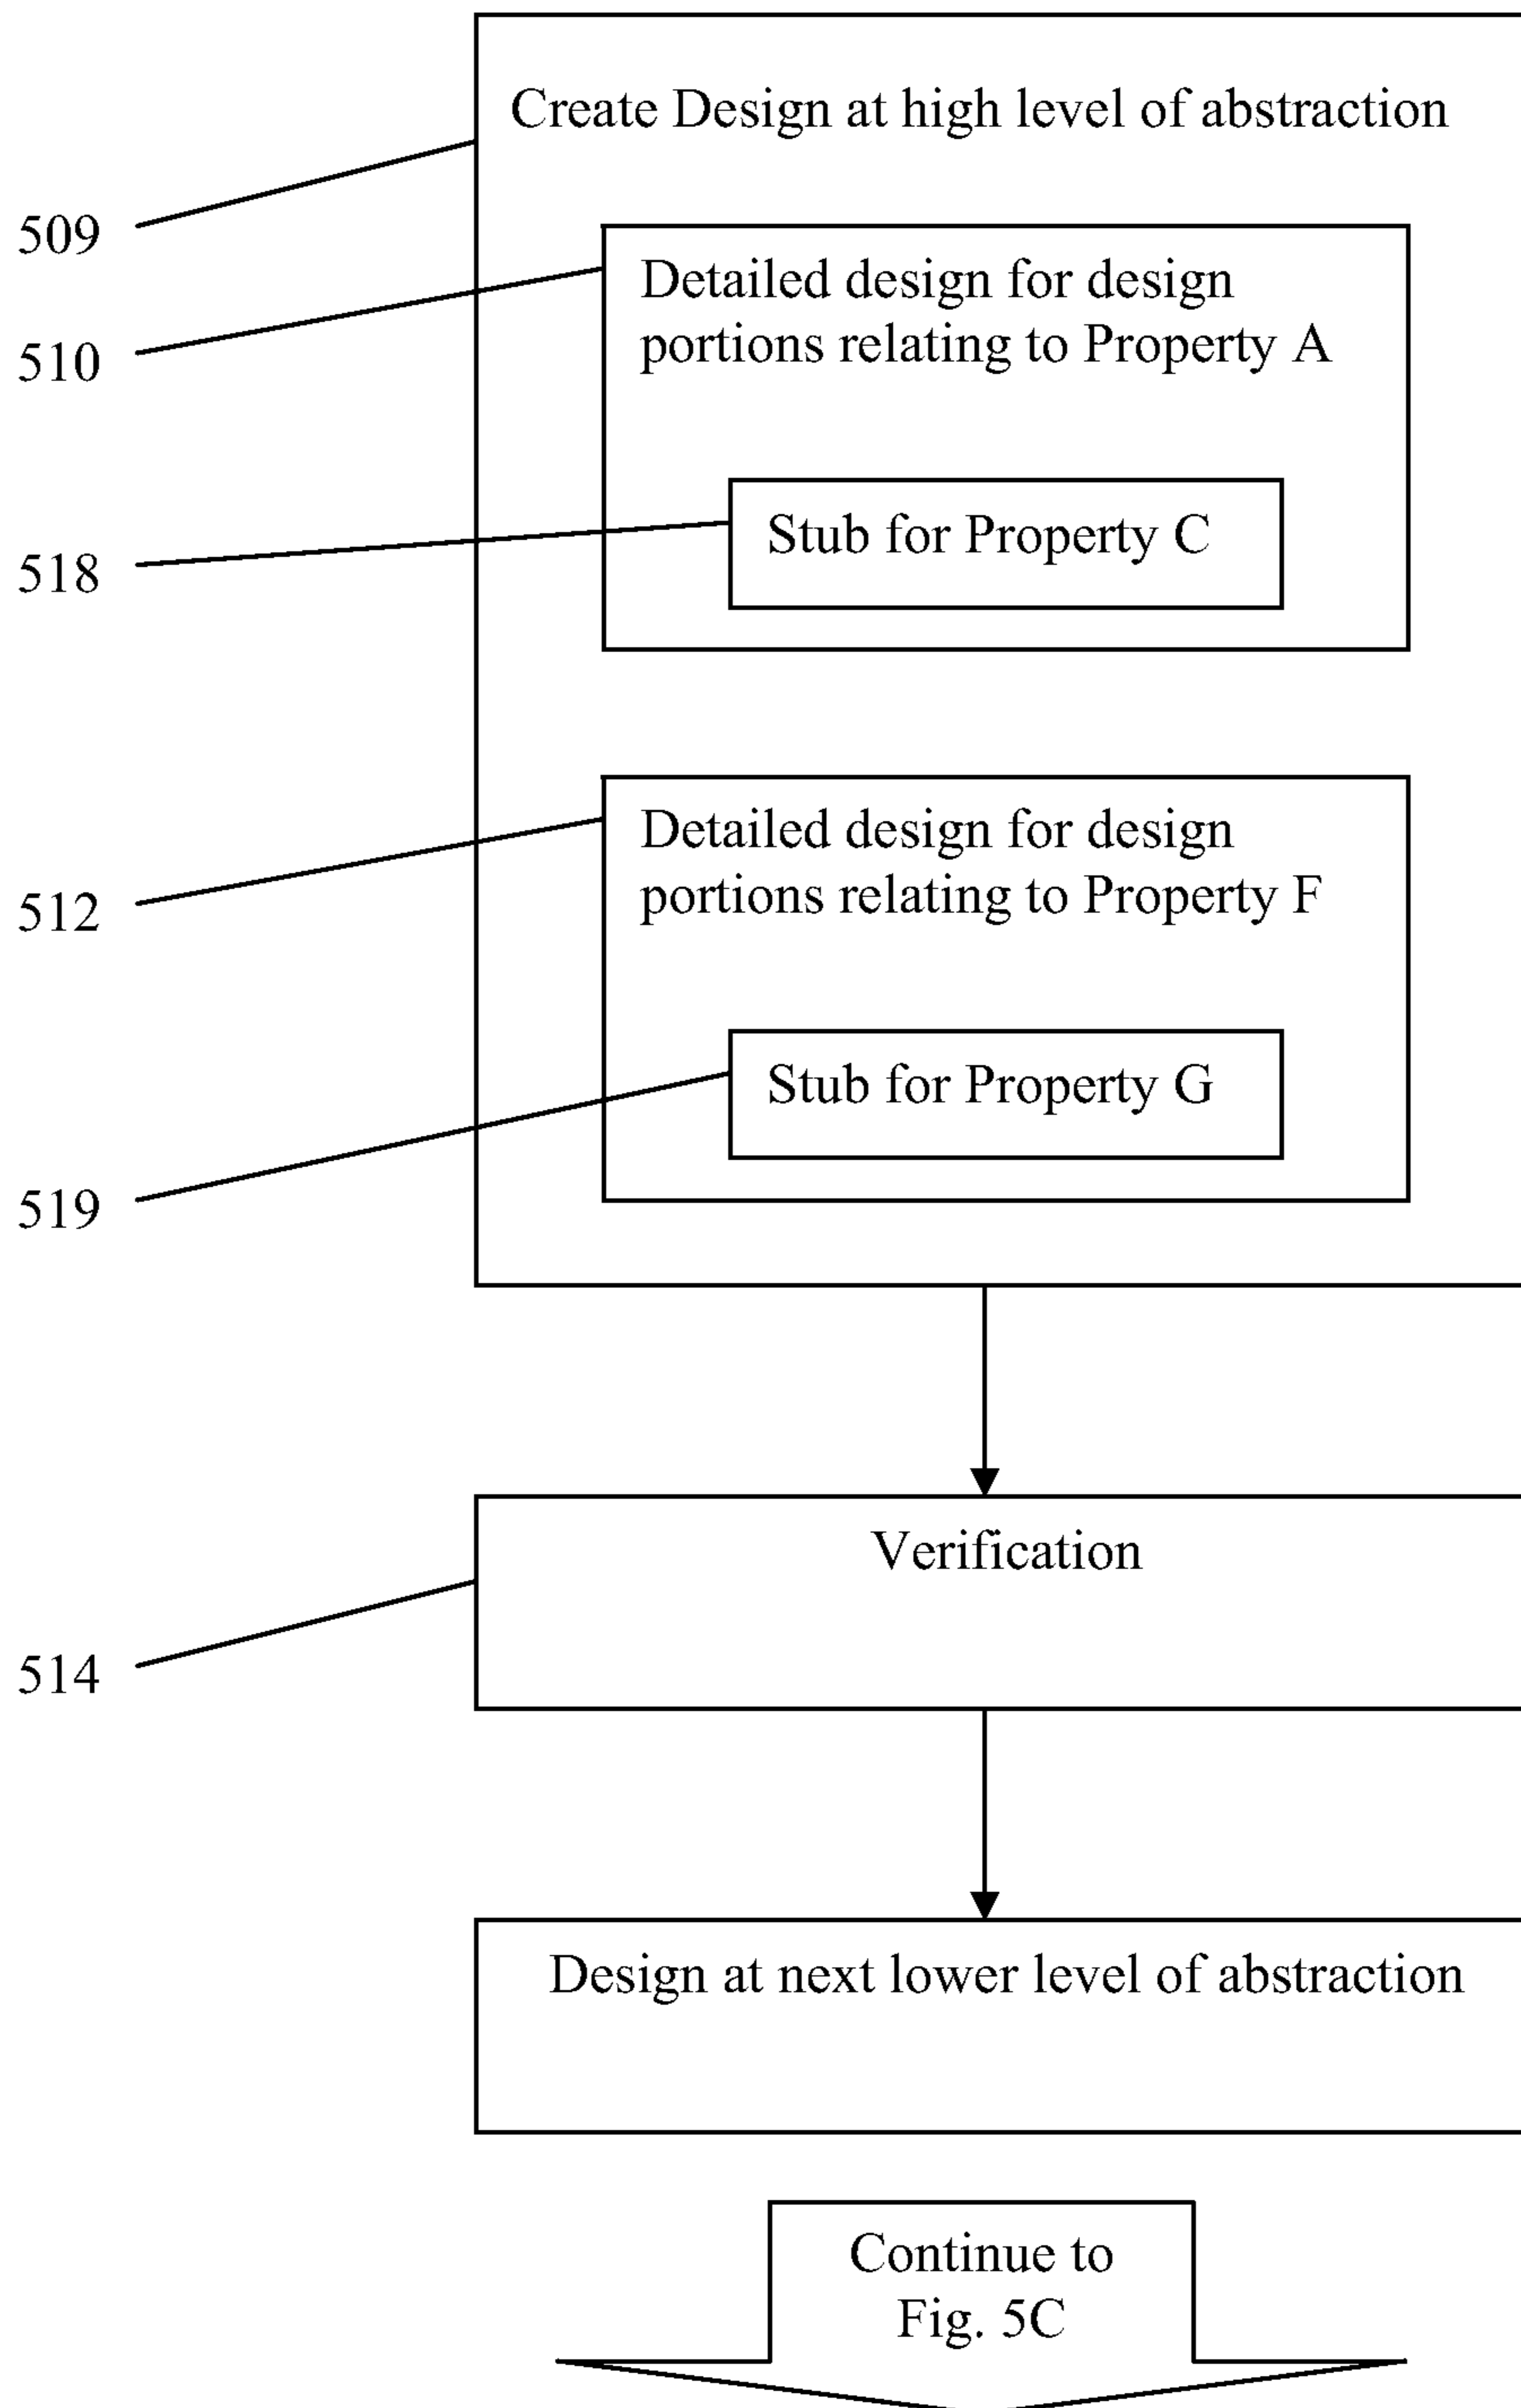 Create Design at high level of abstraction
509
Detailed design for design
portions relating to Property A
510
Stub for Property C
518
Detailed design for design
portions relating to Property F
512
Stub for Property G
519
Verification
514
Design at next lower level of abstraction
Continue to
Fig. 5C